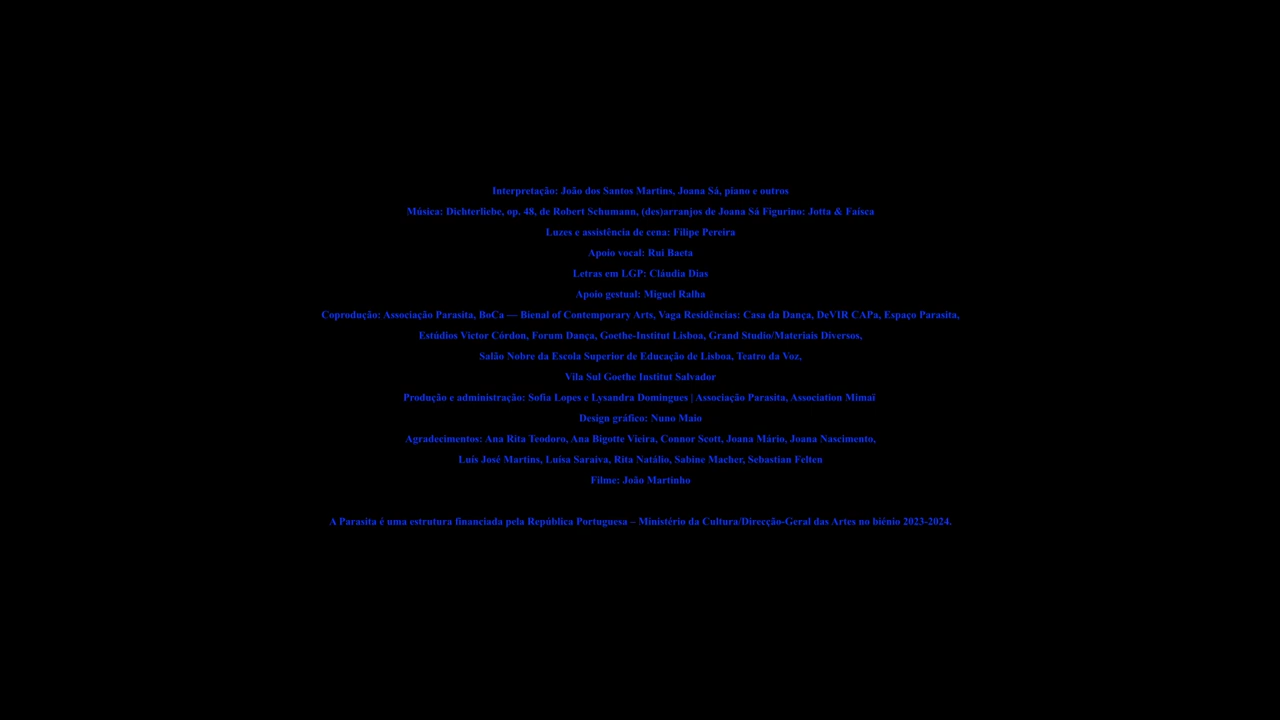 Interpretação: João dos Santos Martins, Joana Sá, piano e outros
Música: Dichterliebe, op. 48, de Robert Schumann, (des)arranjos de Joana Sá Figurino: Jotta & Faísca
Luzes e assistência de cena: Filipe Pereira
Apoio vocal: Rui Baeta
Letras em LGP: Cláudia Dias
Apoio gestual: Miguel Ralha
Coprodução: Associação Parasita, BoCa — Bienal of Contemporary Arts, Vaga Residências: Casa da Dança, DeVIR CAPa, Espaço Parasita,
Estúdios Victor Córdon, Forum Dança, Goethe-Institut Lisboa, Grand Studio/Materiais Diversos,
Salão Nobre da Escola Superior de Educação de Lisboa, Teatro da Voz,
Vila Sul Goethe Institut Salvador
Produção e administração: Sofia Lopes e Lysandra Domingues | Associação Parasita, Association Mimaï
Design gráfico: Nuno Maio
Agradecimentos: Ana Rita Teodoro, Ana Bigotte Vieira, Connor Scott, Joana Mário, Joana Nascimento,
Luís José Martins, Luísa Saraiva, Rita Natálio, Sabine Macher, Sebastian Felten
Filme: João Martinho
A Parasita é uma estrutura financiada pela República Portuguesa – Ministério da Cultura/Direcção-Geral das Artes no biénio 2023-2024.